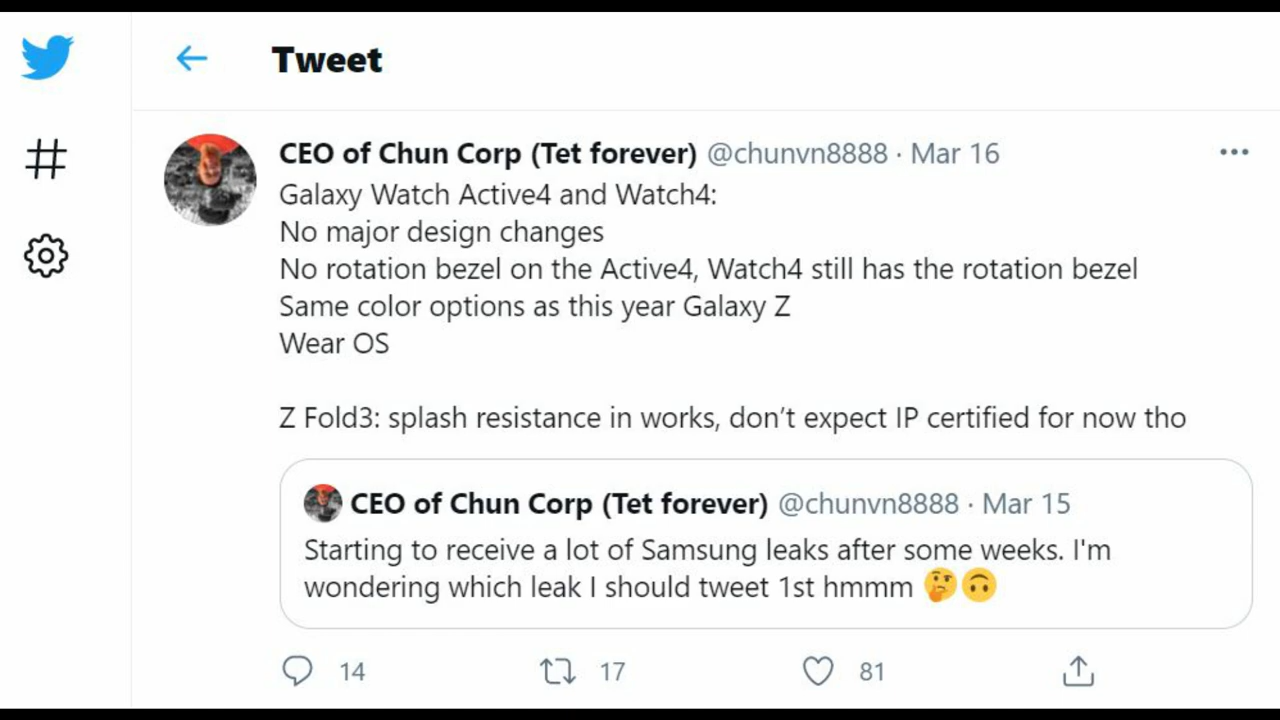 Tweet
CEO of Chun Corp (Tet forever) @chunvn8888 · Mar 16
Galaxy Watch Active4 and Watch4:
No major design changes
No rotation bezel on the Active4, Watch4 still has the rotation bezel
Same color options as this year Galaxy Z
Wear OS
Z Fold3: splash resistance in works, don’t expect IP certified for now tho
CEO of Chun Corp (Tet forever) @chunvn8888 · Mar 15
Starting to receive a lot of Samsung leaks after some weeks. I'm
wondering which leak I should tweet 1st hmmm 🤔🙃
14 17 81